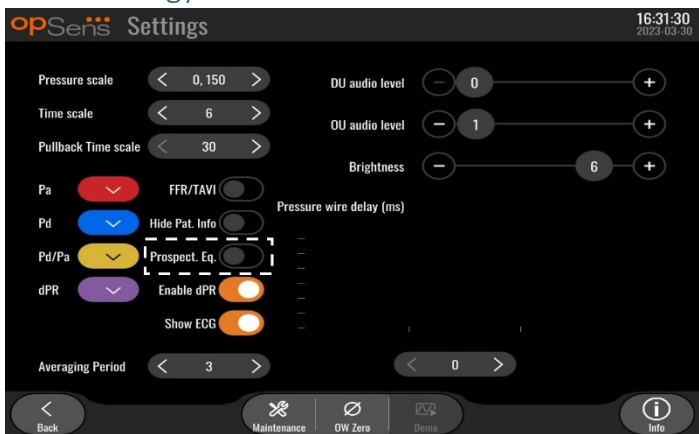 opSens Settings
16:31:30
2023-03-30
Pressure scale < 0, 150 >
DU audio level − 0 +
Time scale < 6 >
OU audio level − 1 +
Pullback Time scale < 30 >
Brightness − 6 +
Pa FFR/TAVI
Pressure wire delay (ms)
Pd Hide Pat. Info
Pd/Pa Prospect. Eq.
dPR Enable dPR
Show ECG
Averaging Period < 3 >
< 0 >
Back Maintenance OW Zero Demo Info